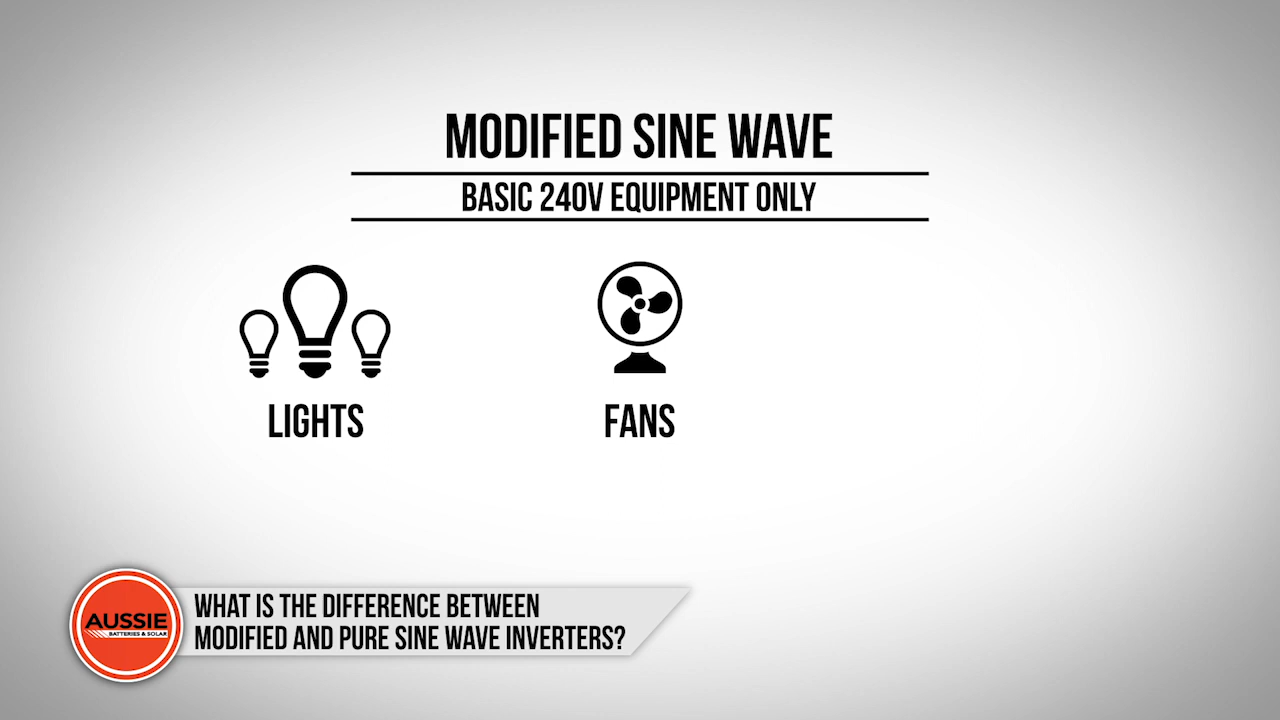 MODIFIED SINE WAVE
BASIC 240V EQUIPMENT ONLY
LIGHTS
FANS
AUSSIE
BATTERIES & SOLAR
WHAT IS THE DIFFERENCE BETWEEN
MODIFIED AND PURE SINE WAVE INVERTERS?